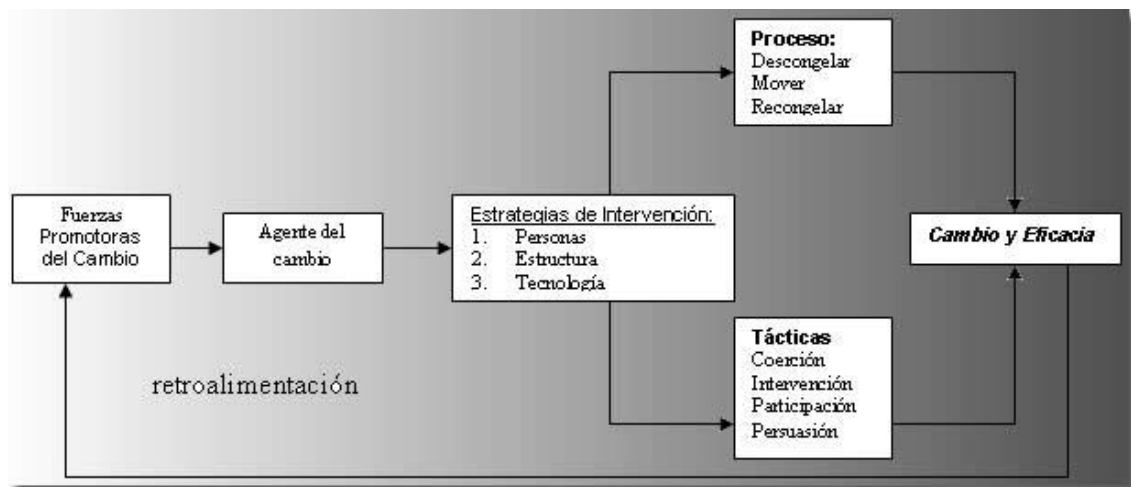 Fuerzas
Promotoras
del Cambio
Agente del
cambio
Estrategias de Intervención:
1. Personas
2. Estructura
3. Tecnología
Proceso:
Descongelar
Mover
Recongelar
Tácticas
Coerción
Intervención
Participación
Persuasión
Cambio y Eficacia
retroalimentación